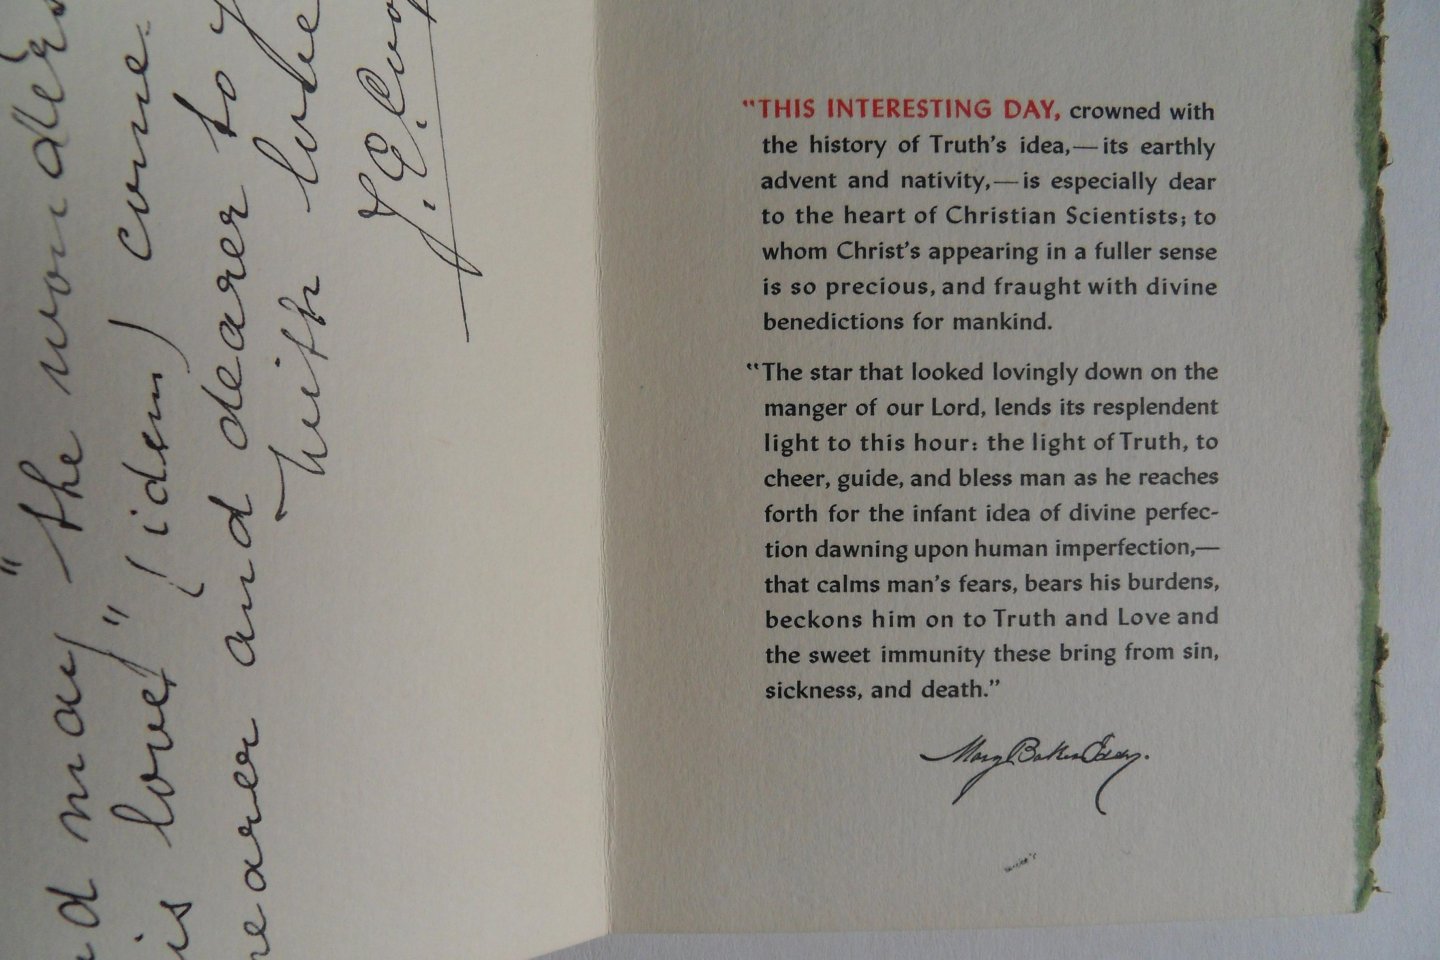 "the wonders
d may
is love" (idem) come
nearer and dearer to
With love
J. E.
"THIS INTERESTING DAY, crowned with
the history of Truth's idea,—its earthly
advent and nativity,—is especially dear
to the heart of Christian Scientists; to
whom Christ's appearing in a fuller sense
is so precious, and fraught with divine
benedictions for mankind.
"The star that looked lovingly down on the
manger of our Lord, lends its resplendent
light to this hour: the light of Truth, to
cheer, guide, and bless man as he reaches
forth for the infant idea of divine perfec-
tion dawning upon human imperfection,—
that calms man's fears, bears his burdens,
beckons him on to Truth and Love and
the sweet immunity these bring from sin,
sickness, and death."
Mary Baker Eddy.